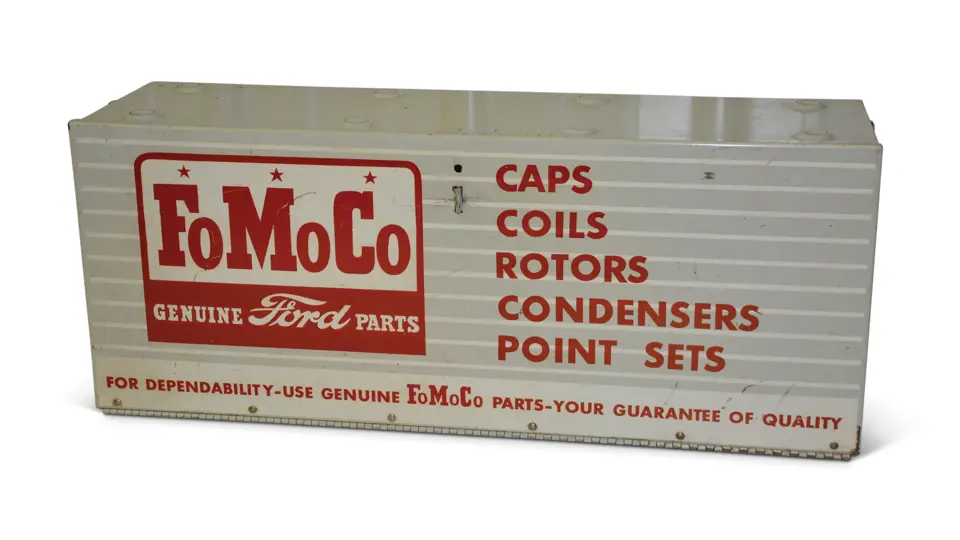 FoMoCo
GENUINE Ford PARTS
CAPS
COILS
ROTORS
CONDENSERS
POINT SETS
FOR DEPENDABILITY-USE GENUINE FoMoCo PARTS-YOUR GUARANTEE OF QUALITY